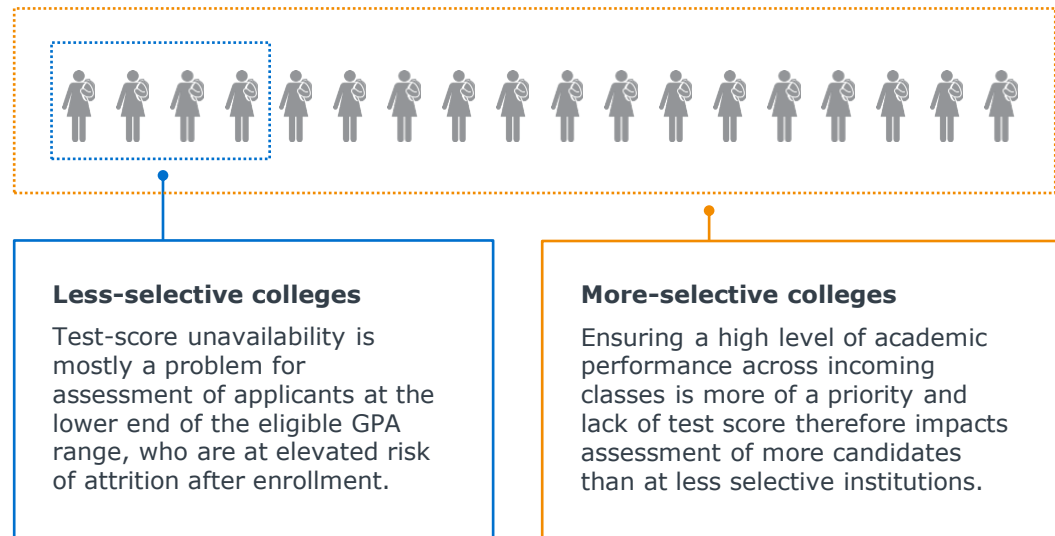 Less-selective colleges
Test-score unavailability is
mostly a problem for
assessment of applicants at the
lower end of the eligible GPA
range, who are at elevated risk
of attrition after enrollment.
More-selective colleges
Ensuring a high level of academic
performance across incoming
classes is more of a priority and
lack of test score therefore impacts
assessment of more candidates
than at less selective institutions.